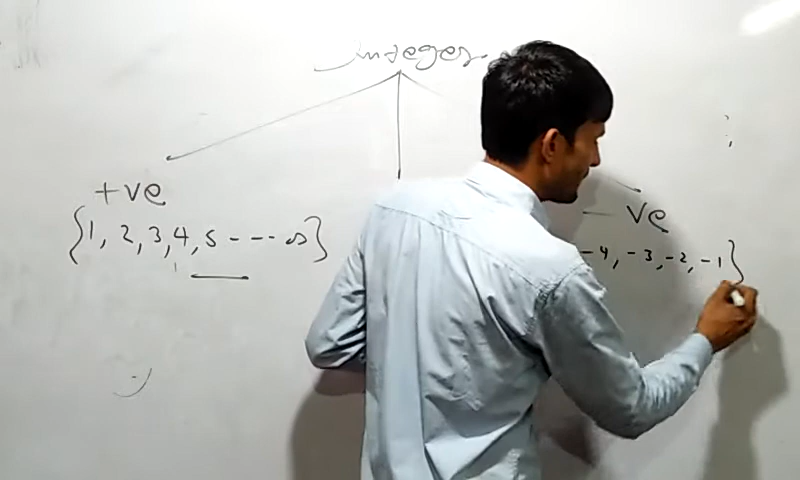 Integer
+ve
- ve
{1, 2, 3, 4, 5 - - - - ∞}
- 4, - 3, - 2, - 1}